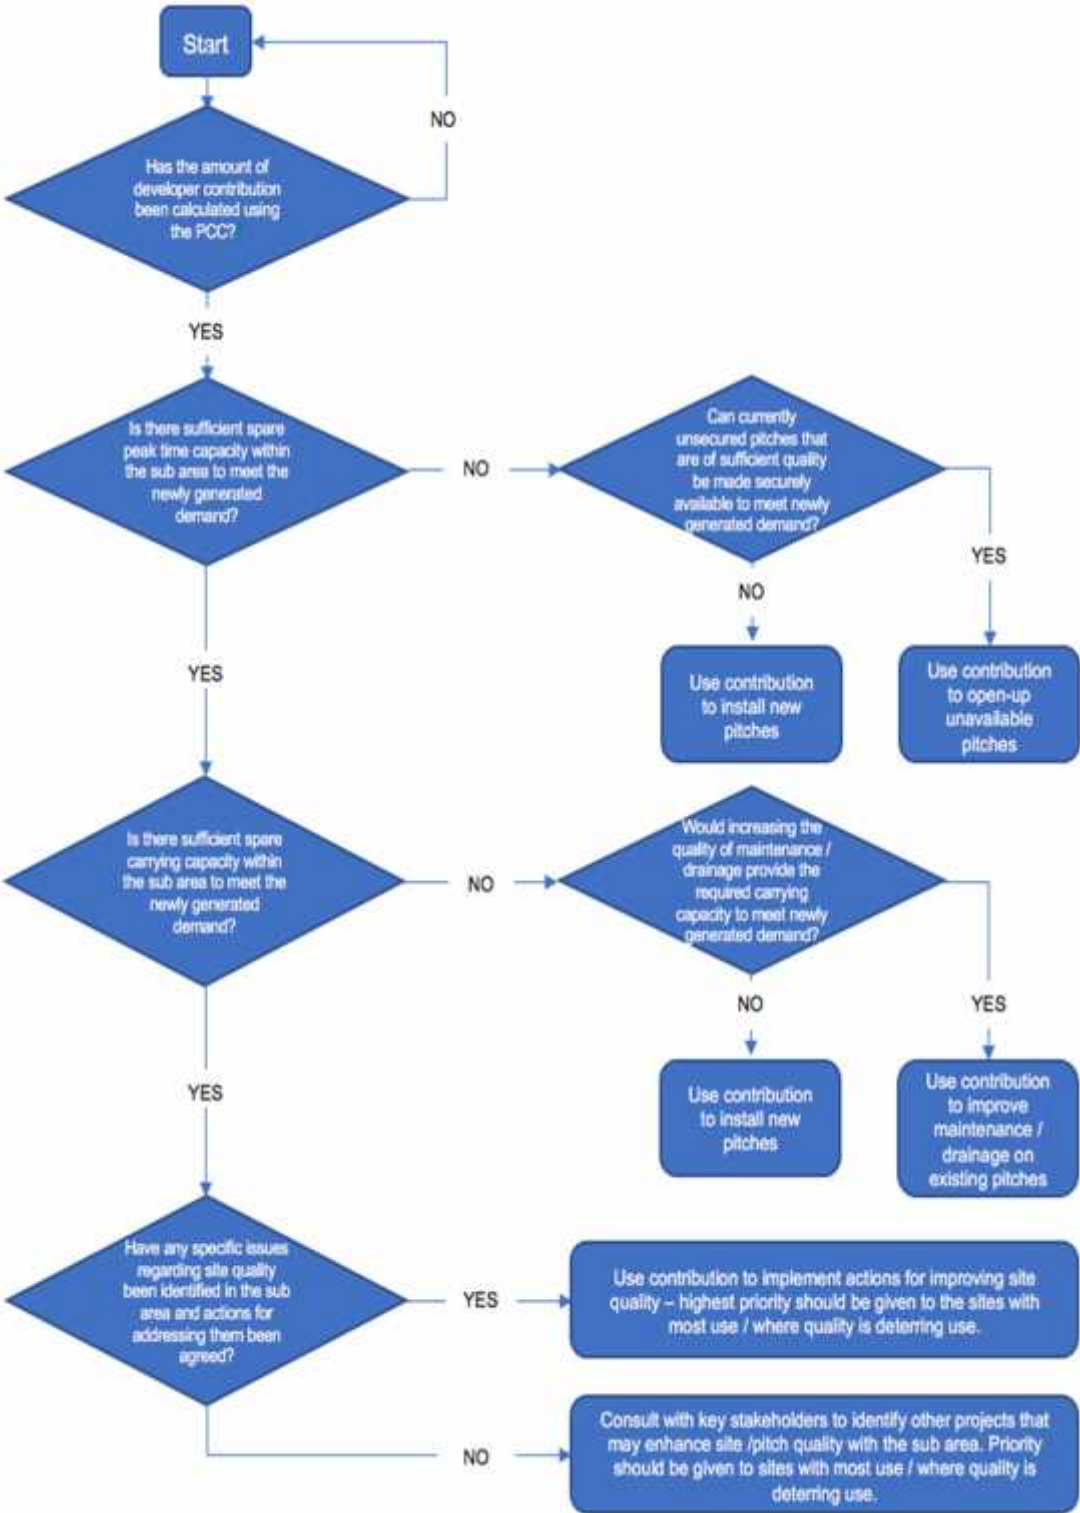 Start
NO
Has the amount of
developer contribution
been calculated using
the PCC?
YES
Is there sufficient spare
peak time capacity within
the sub area to meet the
newly generated
demand?
NO
Can currently
unsecured pitches that
are of sufficient quality
be made securely
available to meet newly
generated demand?
YES
NO
YES
Use contribution
to install new
pitches
Use contribution
to open-up
unavailable
pitches
Is there sufficient spare
carrying capacity within
the sub area to meet the
newly generated
demand?
NO
Would increasing the
quality of maintenance /
drainage provide the
required carrying
capacity to meet newly
generated demand?
NO
YES
YES
Use contribution
to install new
pitches
Use contribution
to improve
maintenance /
drainage on
existing pitches
Have any specific issues
regarding site quality
been identified in the sub
area and actions for
addressing them been
agreed?
YES
Use contribution to implement actions for improving site
quality – highest priority should be given to the sites with
most use / where quality is deterring use.
NO
Consult with key stakeholders to identify other projects that
may enhance site /pitch quality with the sub area. Priority
should be given to sites with most use / where quality is
deterring use.